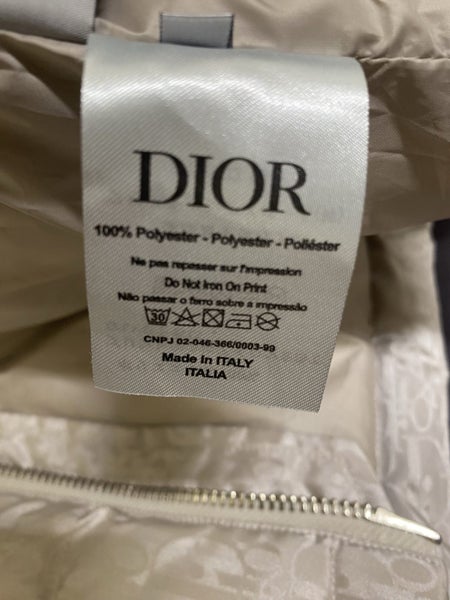 DIOR
100% Polyester - Polyester - Poliéster
Ne pas repasser sur l'impression
Do Not Iron On Print
Não passar o ferro sobre a impressão
30
CNPJ 02-046-366/0003-99
Made in ITALY
ITALIA